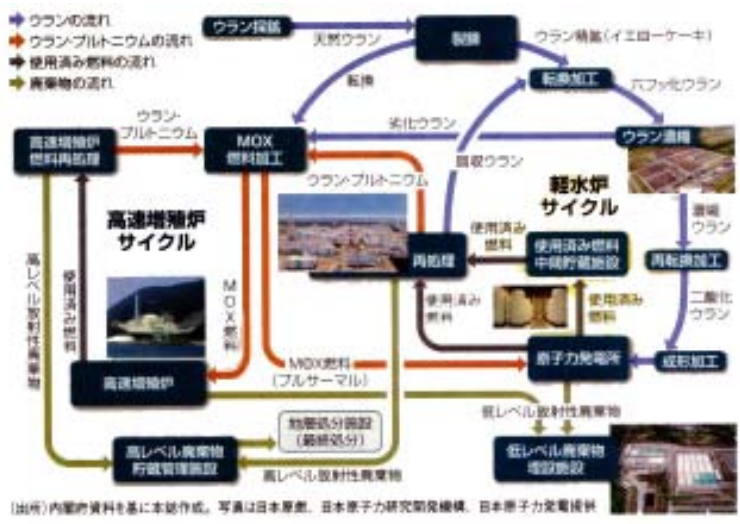 ウランの流れ
ウラン・プルトニウムの流れ
使用済み燃料の流れ
廃棄物の流れ
ウラン採鉱
天然ウラン
製錬
ウラン精鉱(イエローケーキ)
転換
転換加工
六フッ化ウラン
ウラン・
プルトニウム
劣化ウラン
高速増殖炉
燃料再処理
MOX
燃料加工
ウラン濃縮
回収ウラン
ウラン・プルトニウム
軽水炉
サイクル
高速増殖炉
サイクル
濃縮
ウラン
使用済み
燃料
再処理
使用済み燃料
中間貯蔵施設
再転換加工
高レベル放射性廃棄物
使用済み燃料
MOX燃料
使用済み
燃料
使用済み
燃料
二酸化
ウラン
MOX燃料
(プルサーマル)
原子力発電所
成形加工
高速増殖炉
低レベル放射性廃棄物
地層処分施設
(最終処分)
高レベル廃棄物
貯蔵管理施設
高レベル放射性廃棄物
低レベル廃棄物
埋設施設
(出所)内閣府資料を基に本誌作成。写真は日本原燃、日本原子力研究開発機構、日本原子力発電提供